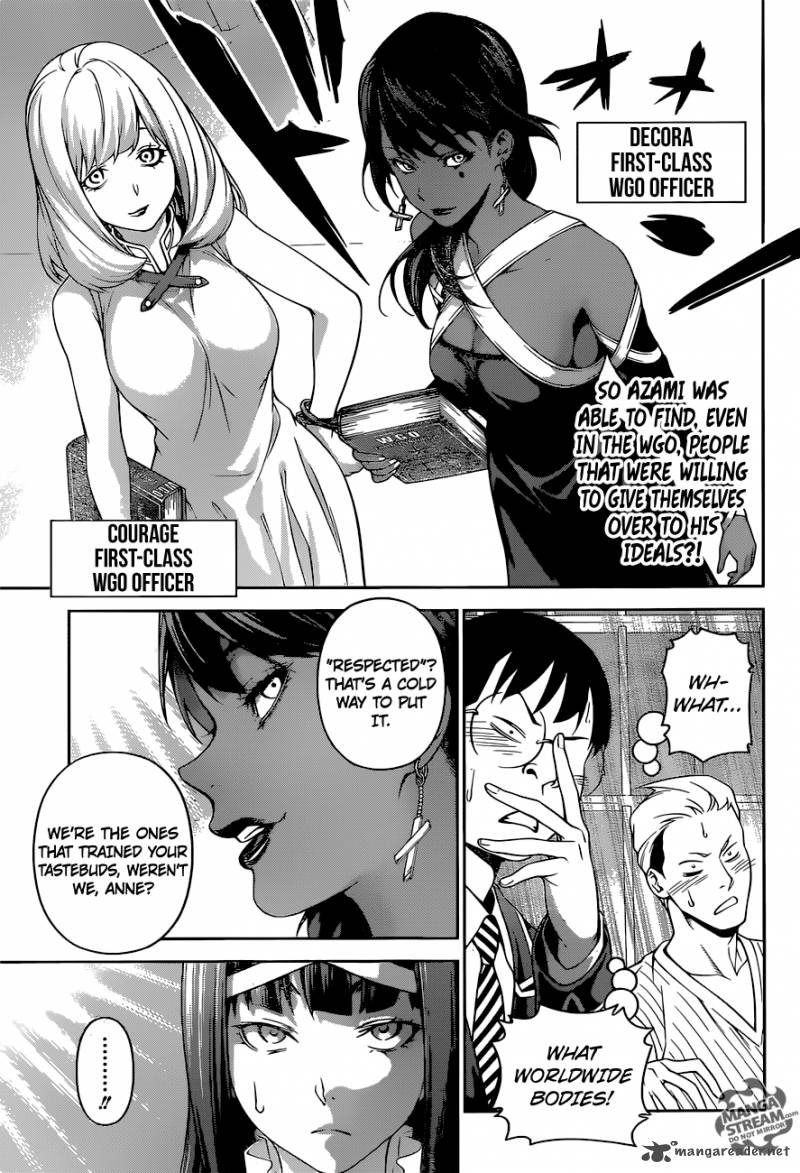 DECORA
FIRST-CLASS
WGO OFFICER
SO AZAMI WAS
ABLE TO FIND, EVEN
IN THE WGO, PEOPLE
THAT WERE WILLING
TO GIVE THEMSELVES
OVER TO HIS
IDEALS?!
WGO
COURAGE
FIRST-CLASS
WGO OFFICER
"RESPECTED"?
THAT'S A COLD
WAY TO PUT
IT.
WE'RE THE ONES
THAT TRAINED YOUR
TASTEBUDS, WEREN'T
WE, ANNE?
WH-
WHAT...
WHAT
WORLDWIDE
BODIES!
........!!
MANGA
STREAM.com
DO NOT MIRROR!
mangareader.net